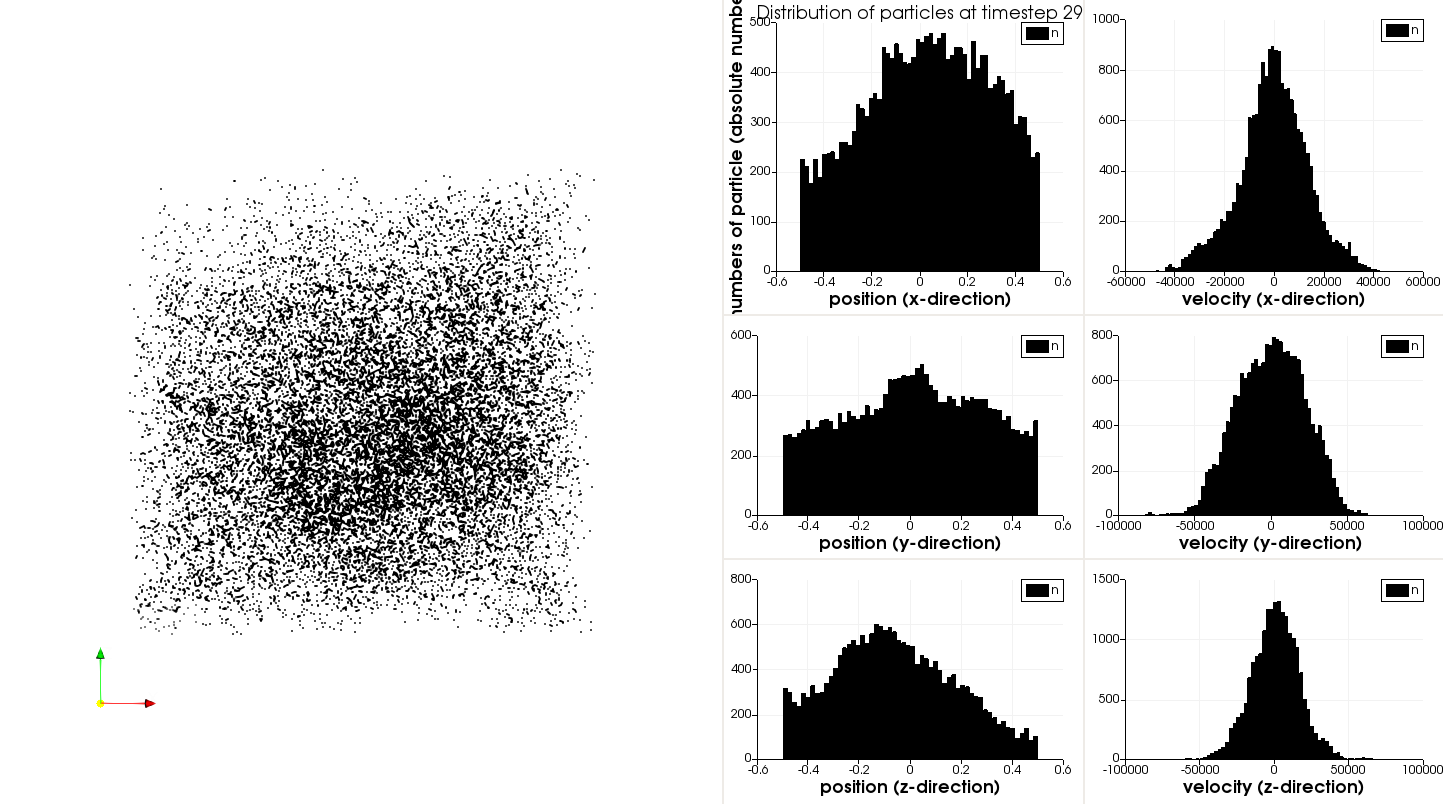 Distribution of particles at timestep 29
numbers of particle (absolute numbe
500
400
300
200
100
0
-0.6 -0.4 -0.2 0 0.2 0.4 0.6
position (x-direction)
n
1000
800
600
400
200
0
-60000 -40000 -20000 0 20000 40000 60000
velocity (x-direction)
n
600
400
200
0
-0.6 -0.4 -0.2 0 0.2 0.4 0.6
position (y-direction)
n
800
600
400
200
0
-100000 -50000 0 50000 100000
velocity (y-direction)
n
800
600
400
200
0
-0.6 -0.4 -0.2 0 0.2 0.4 0.6
position (z-direction)
n
1500
1000
500
0
-100000 -50000 0 50000 100000
velocity (z-direction)
n